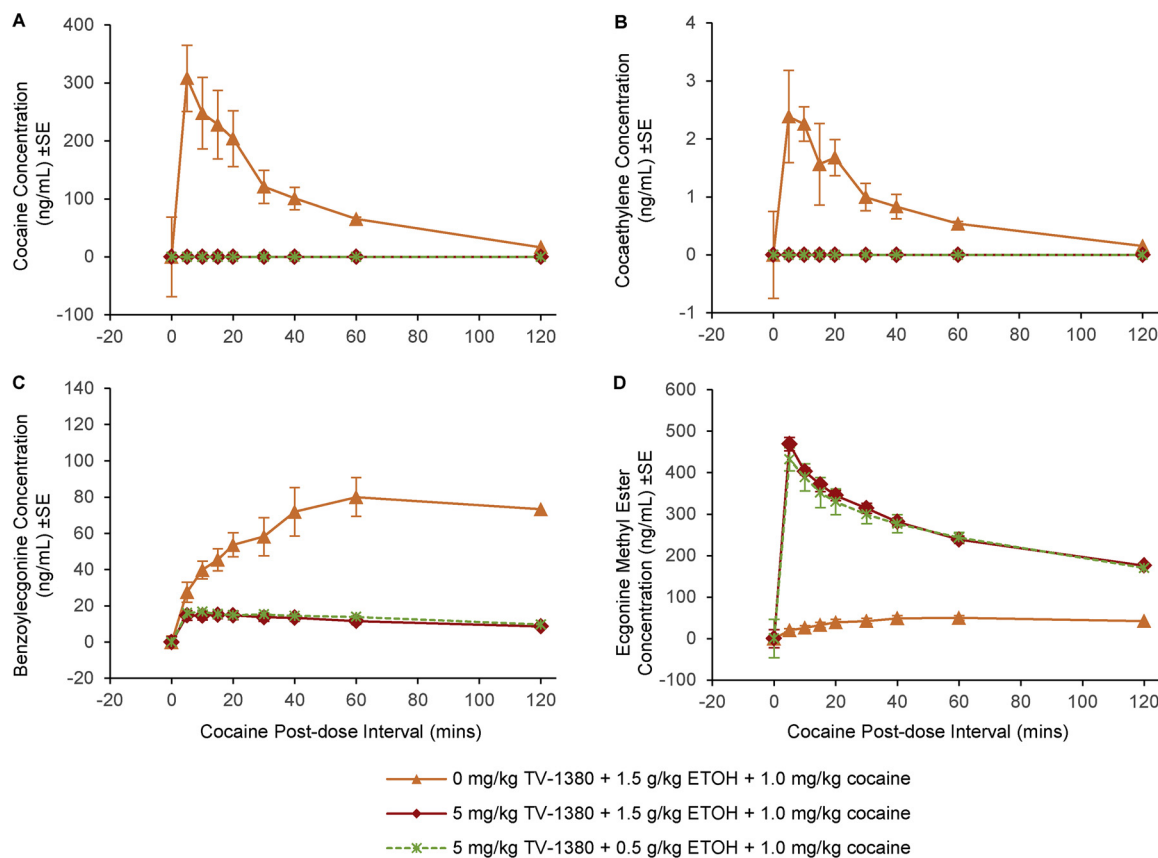 A
Cocaine Concentration
(ng/mL) ±SE
400
300
200
100
0
-100
-20 0 20 40 60 80 100 120
B
Cocaethylene Concentration
(ng/mL) ±SE
4
3
2
1
0
-1
-20 0 20 40 60 80 100 120
C
Benzoylecgonine Concentration
(ng/mL) ±SE
140
120
100
80
60
40
20
0
-20
-20 0 20 40 60 80 100 120
Cocaine Post-dose Interval (mins)
D
Ecgonine Methyl Ester
Concentration (ng/mL) ±SE
600
500
400
300
200
100
0
-100
-20 0 20 40 60 80 100 120
Cocaine Post-dose Interval (mins)
0 mg/kg TV-1380 + 1.5 g/kg ETOH + 1.0 mg/kg cocaine
5 mg/kg TV-1380 + 1.5 g/kg ETOH + 1.0 mg/kg cocaine
5 mg/kg TV-1380 + 0.5 g/kg ETOH + 1.0 mg/kg cocaine